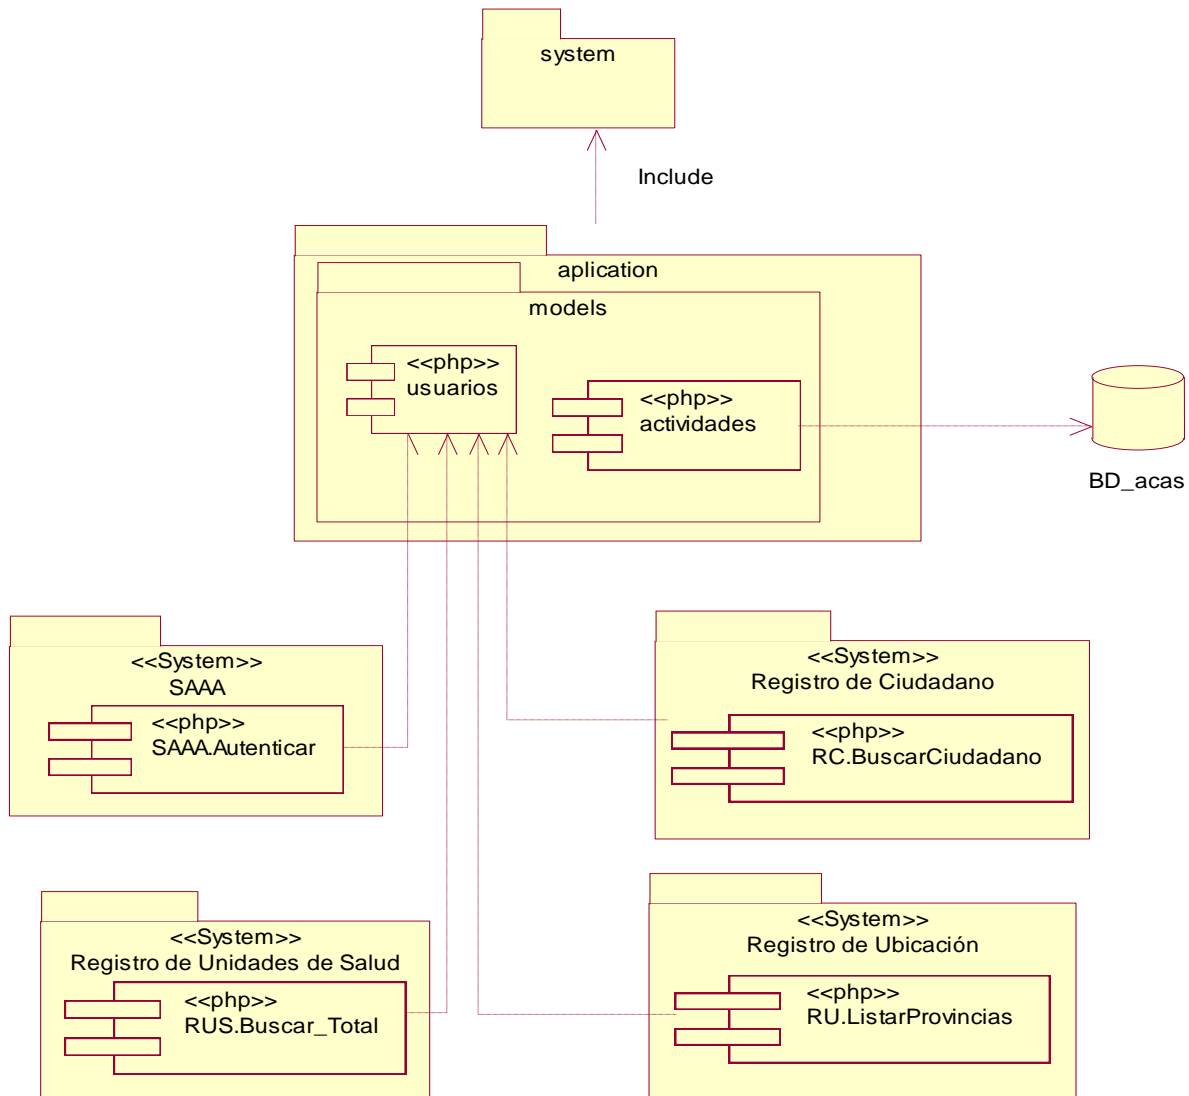 system
Include
aplication
models
<<php>>
usuarios
<<php>>
actividades
BD_acas
<<System>>
SAAA
<<php>>
SAAA.Autenticar
<<System>>
Registro de Ciudadano
<<php>>
RC.BuscarCiudadano
<<System>>
Registro de Unidades de Salud
<<php>>
RUS.Buscar_Total
<<System>>
Registro de Ubicación
<<php>>
RU.ListarProvincias